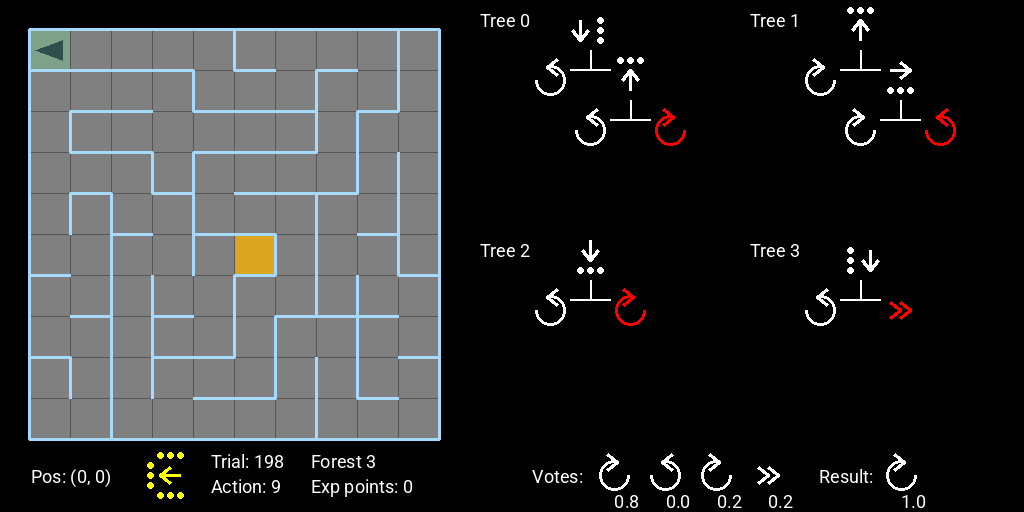 Tree 0
Tree 1
Tree 2
Tree 3
Pos: (0, 0)
Trial: 198
Forest 3
Action: 9
Exp points: 0
Votes:
0.8
0.0
0.2
0.2
Result:
1.0